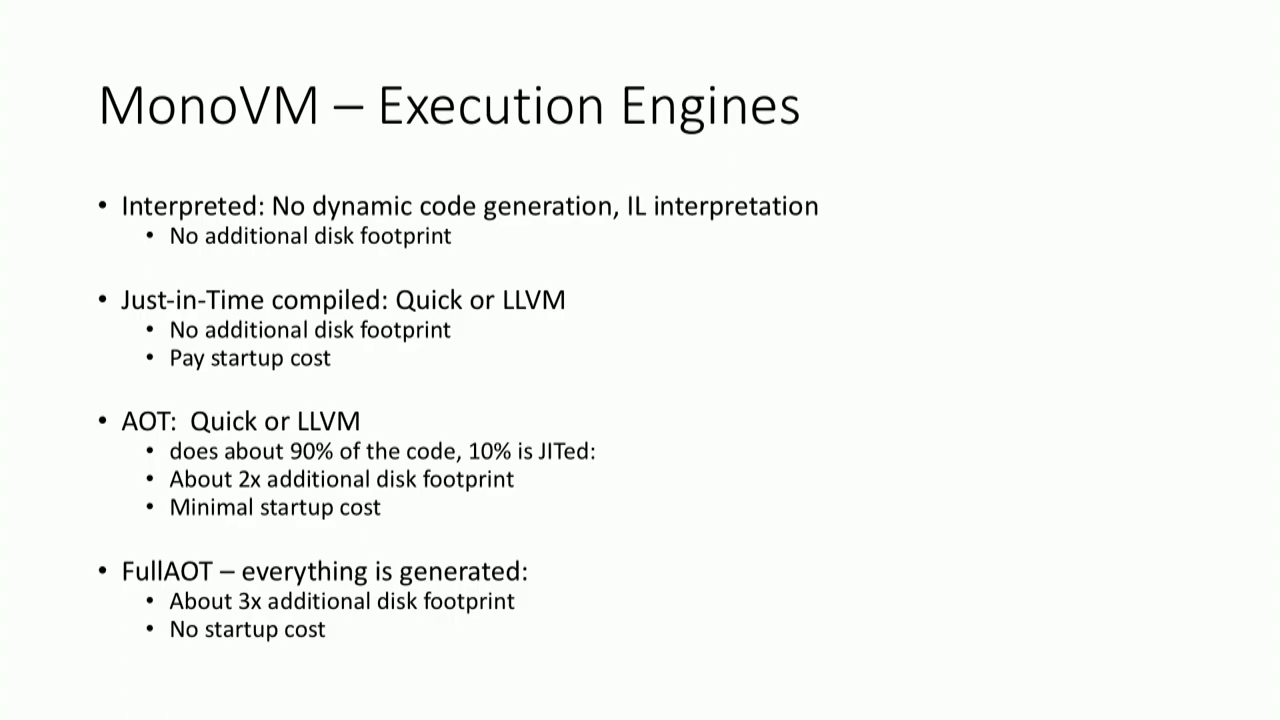 MonoVM – Execution Engines
• Interpreted: No dynamic code generation, IL interpretation
• No additional disk footprint
• Just-in-Time compiled: Quick or LLVM
• No additional disk footprint
• Pay startup cost
• AOT:  Quick or LLVM
• does about 90% of the code, 10% is JITed:
• About 2x additional disk footprint
• Minimal startup cost
• FullAOT – everything is generated:
• About 3x additional disk footprint
• No startup cost